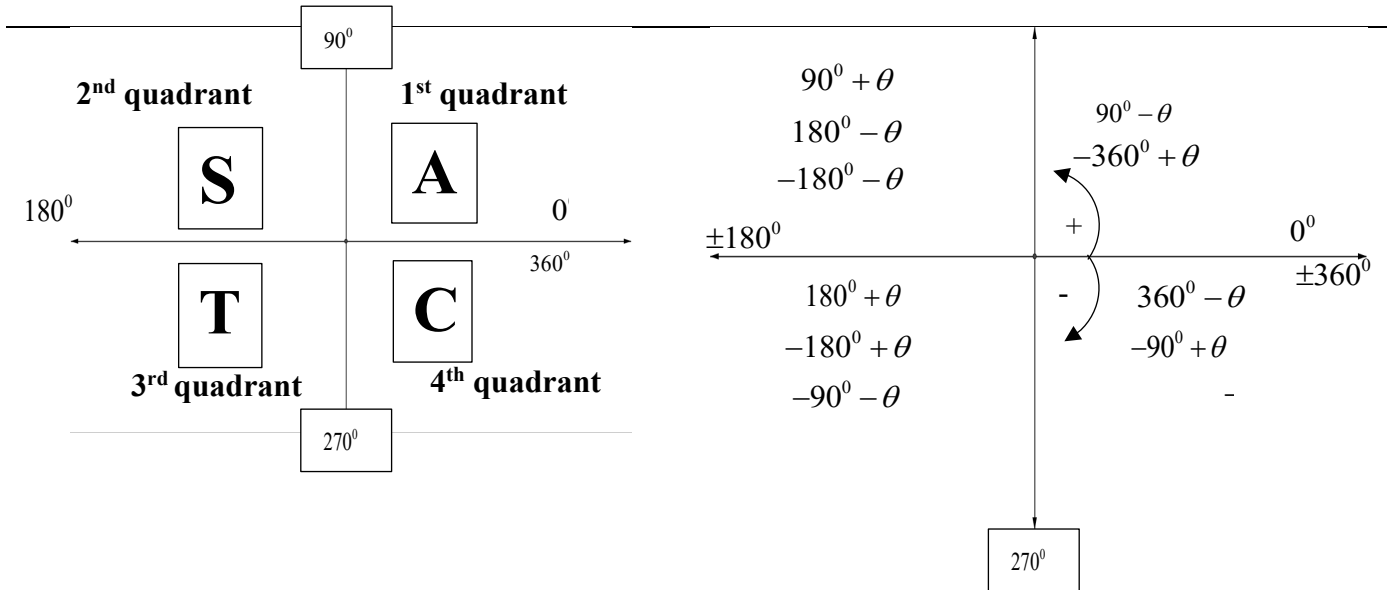 90⁰
2ⁿᵈ quadrant
1ˢᵗ quadrant
S
A
180⁰
0⁰
360⁰
T
C
3ʳᵈ quadrant
4ᵗʰ quadrant
270⁰
90⁰ + θ
180⁰ − θ
−180⁰ − θ
90⁰ − θ
−360⁰ + θ
+
±180⁰
0⁰
±360⁰
180⁰ + θ
−180⁰ + θ
−90⁰ − θ
-
360⁰ − θ
−90⁰ + θ
-
270⁰